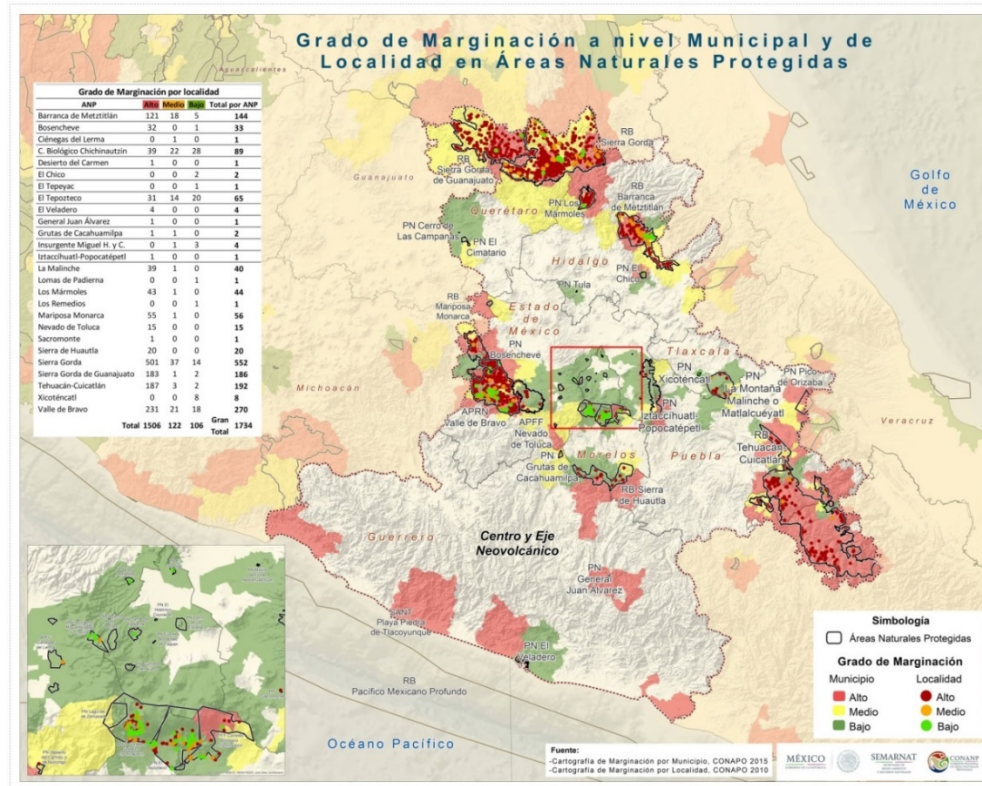 Grado de Marginación a nivel Municipal y de
Localidad en Áreas Naturales Protegidas
Grado de Marginación por localidad
ANP Alto Medio Bajo Total por ANP
Barranca de Metztitlán 121 18 5 144
Bosencheve 32 0 1 33
Ciénegas del Lerma 0 1 0 1
C. Biológico Chichinautzin 39 22 28 89
Desierto del Carmen 1 0 0 1
El Chico 0 0 2 2
El Tepeyac 0 0 1 1
El Tepozteco 31 14 20 65
El Veladero 4 0 0 4
General Juan Álvarez 1 0 0 1
Grutas de Cacahuamilpa 1 1 0 2
Insurgente Miguel H. y C. 0 1 3 4
Iztaccíhuatl-Popocatépetl 1 0 0 1
La Malinche 39 1 0 40
Lomas de Padierna 0 0 1 1
Los Mármoles 43 1 0 44
Los Remedios 0 0 1 1
Mariposa Monarca 55 1 0 56
Nevado de Toluca 15 0 0 15
Sacromonte 1 0 0 1
Sierra de Huautla 20 0 0 20
Sierra Gorda 501 37 14 552
Sierra Gorda de Guanajuato 183 1 2 186
Tehuacán-Cuicatlán 187 3 2 192
Xicoténcatl 0 0 8 8
Valle de Bravo 231 21 18 270
Total 1506 122 106 Gran Total 1734
Aguascalientes
Guanajuato
RB
Sierra Gorda
de Guanajuato
RB
Sierra Gorda
Querétaro
PN Los
Mármoles
RB
Barranca
de Metztitlán
PN Cerro de
Las Campanas
PN El
Cimatario
Hidalgo
PN El
Chico
PN Tula
Golfo
de
México
RB
Mariposa
Monarca
Estado
de
México
PN
Bosencheve
Tlaxcala
PN
Xicoténcatl
PN
La Montaña
Malinche o
Matlalcuéyatl
PN Pico
de Orizaba
Michoacán
Veracruz
APRN
Valle de Bravo
APFF
Nevado
de Toluca
PN
Iztaccíhuatl-
Popocatépetl
PN
Grutas de
Cacahuamilpa
Morelos
Puebla
RB
Tehuacán
Cuicatlán
RB Sierra
de Huautla
Guerrero
Centro y Eje
Neovolcánico
PN
General
Juan Álvarez
SANT
Playa Piedra
de Tlacoyunque
PN El
Veladero
RB
Pacífico Mexicano Profundo
Océano Pacífico
Simbología
Áreas Naturales Protegidas
Grado de Marginación
Municipio Localidad
Alto Alto
Medio Medio
Bajo Bajo
Fuente:
-Cartografía de Marginación por Municipio, CONAPO 2015
-Cartografía de Marginación por Localidad, CONAPO 2010
MÉXICO
SEMARNAT
CONANP